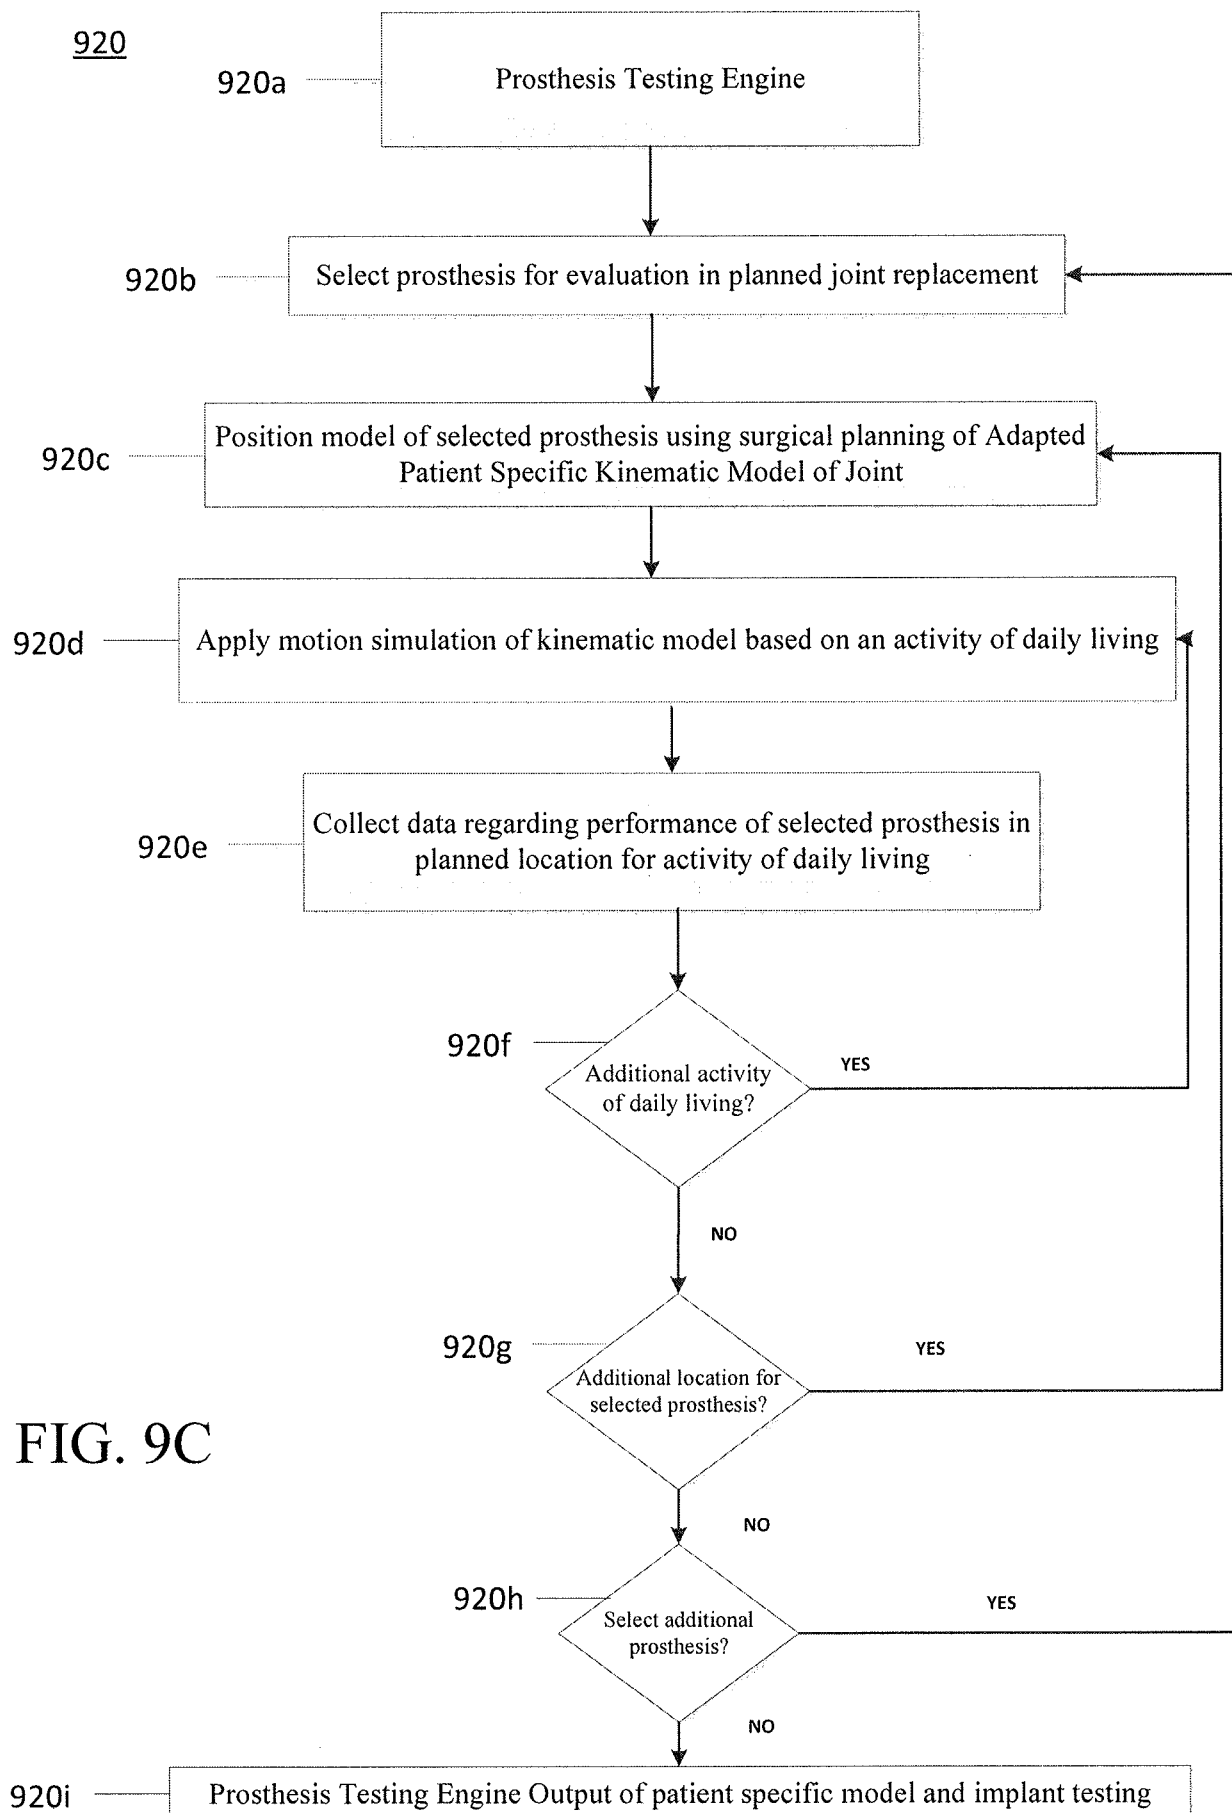 920
920a
Prosthesis Testing Engine
920b
Select prosthesis for evaluation in planned joint replacement
920c
Position model of selected prosthesis using surgical planning of Adapted
Patient Specific Kinematic Model of Joint
920d
Apply motion simulation of kinematic model based on an activity of daily living
920e
Collect data regarding performance of selected prosthesis in
planned location for activity of daily living
920f
Additional activity
of daily living?
YES
NO
920g
Additional location for
selected prosthesis?
YES
FIG. 9C
NO
920h
Select additional
prosthesis?
YES
NO
920i
Prosthesis Testing Engine Output of patient specific model and implant testing